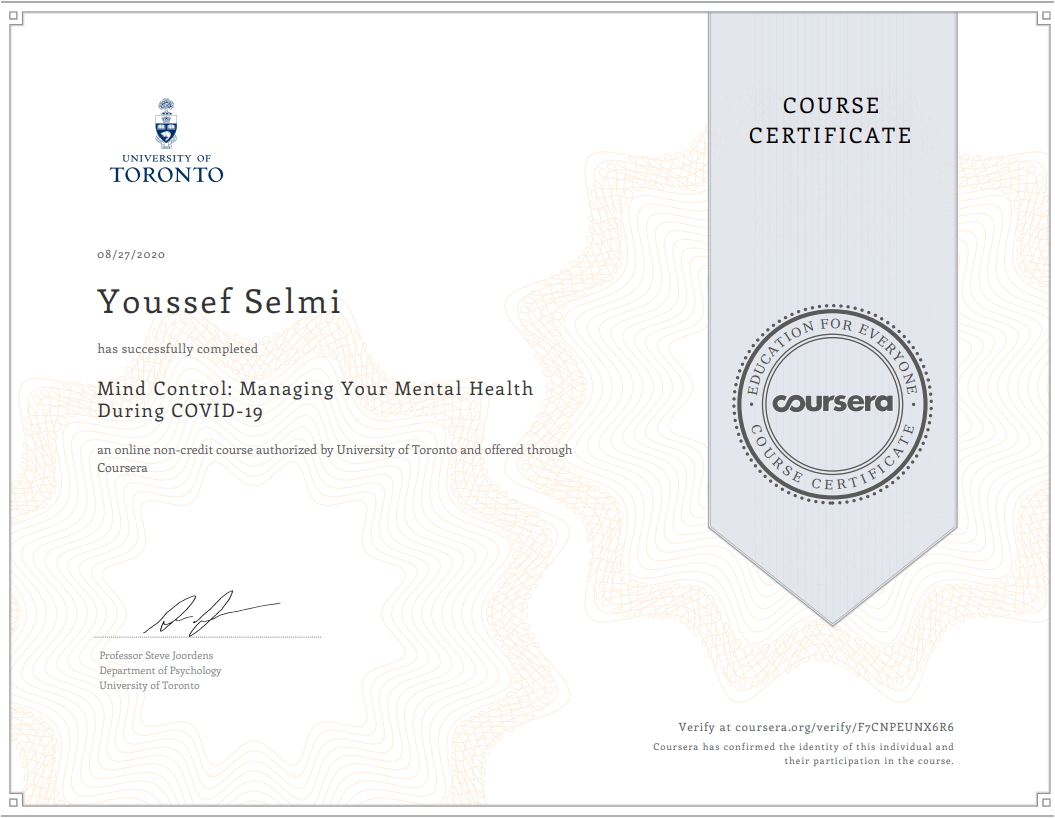 UNIVERSITY OF
TORONTO
COURSE
CERTIFICATE
08/27/2020
Youssef Selmi
has successfully completed
Mind Control: Managing Your Mental Health
During COVID-19
an online non-credit course authorized by University of Toronto and offered through
Coursera
EDUCATION FOR EVERYONE
coursera
COURSE CERTIFICATE
Professor Steve Joordens
Department of Psychology
University of Toronto
Verify at coursera.org/verify/F7CNPEUNX6R6
Coursera has confirmed the identity of this individual and
their participation in the course.